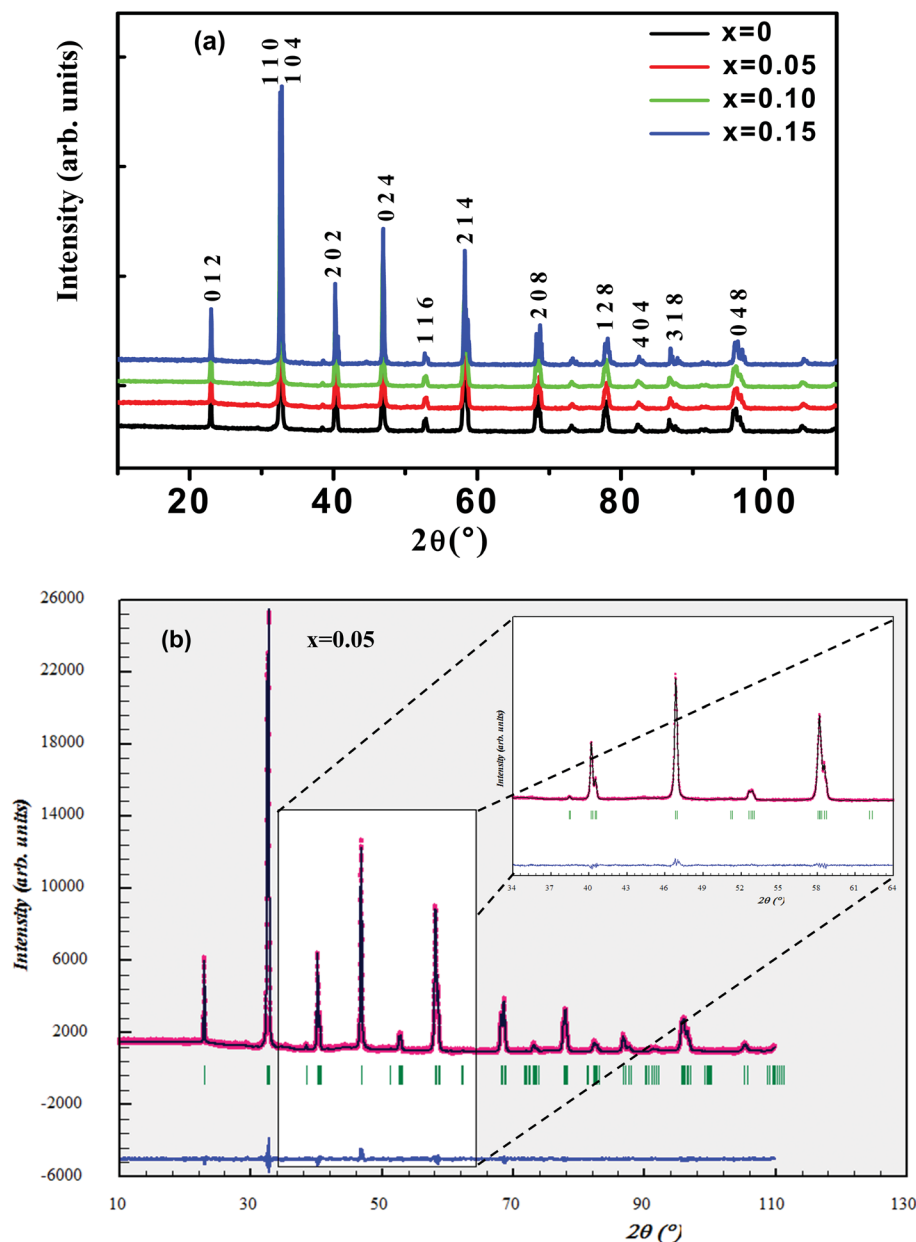 (a)
x=0
x=0.05
x=0.10
x=0.15
Intensity (arb. units)
0 1 2
1 1 0
1 0 4
2 0 2
0 2 4
1 1 6
2 1 4
2 0 8
1 2 8
4 0 4
3 1 8
0 4 8
20 40 60 80 100
2θ(°)
(b)
x=0.05
Intensity (arb. units)
26000
22000
18000
14000
10000
6000
2000
-2000
-6000
10 30 50 70 90 110 130
2θ (°)
Intensity (arb. units)
34 37 40 43 46 49 52 55 58 61 64
2θ (°)